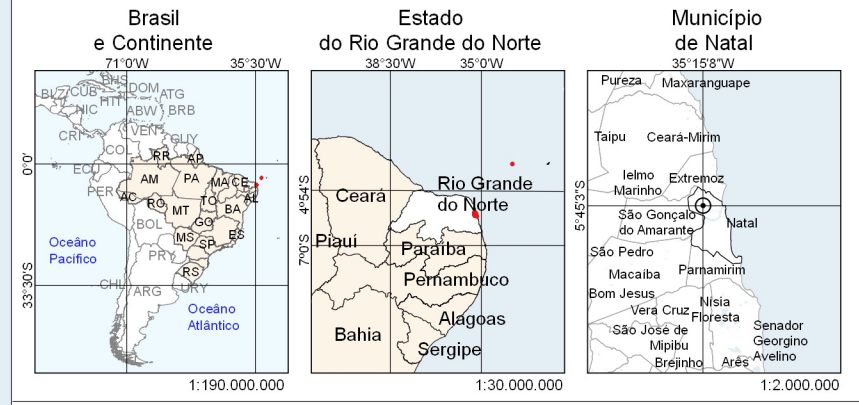 Brasil
e Continente
71°0'W
35°30'W
0°0'
33°30'S
BHS
BLZ
CUB
DOM
ATG
HTI
NIC
ABW
BRB
CRI
VEN
GUY
COL
ECU
PER
RR
AP
AM
PA
MA
CE
AC
RO
TO
AL
MT
BA
BOL
GO
MS
ES
SP
PRY
RS
CHL
ARG
URY
Oceâno
Pacífico
Oceâno
Atlântico
1:190.000.000
Estado
do Rio Grande do Norte
38°30'W
35°0'W
4°54'S
7°0'S
Ceará
Rio Grande
do Norte
Piauí
Paraíba
Pernambuco
Alagoas
Bahia
Sergipe
1:30.000.000
Município
de Natal
35°15'8"W
5°45'3"S
Pureza
Maxaranguape
Taipu
Ceará-Mirim
Ielmo
Marinho
Extremoz
São Gonçalo
do Amarante
Natal
São Pedro
Macaíba
Parnamirim
Bom Jesus
Vera Cruz
Nísia
Floresta
São José de
Mipibu
Senador
Georgino
Avelino
Brejinho
Arês
1:2.000.000